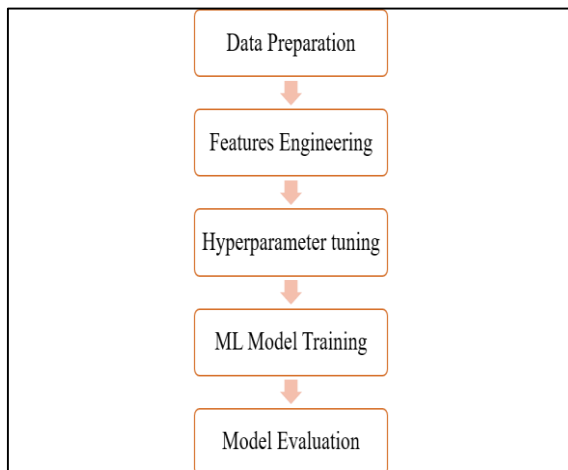 Data Preparation
Features Engineering
Hyperparameter tuning
ML Model Training
Model Evaluation